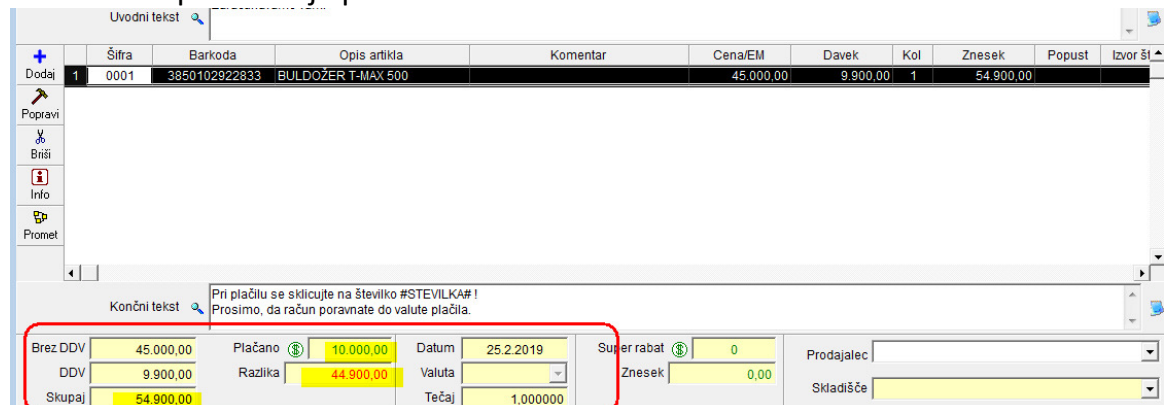 Uvodni tekst
Šifra Barkoda Opis artikla Komentar Cena/EM Davek Kol Znesek Popust Izvor
Dodaj 1 0001 3850102922833 BULDOŽER T-MAX 500 45.000,00 9.900,00 1 54.900,00
Popravi
Briši
Info
Promet
Končni tekst Pri plačilu se sklicujte na številko #STEVILKA# !
Prosimo, da račun poravnate do valute plačila.
Brez DDV 45.000,00 Plačano 10.000,00 Datum 25.2.2019 Super rabat 0 Prodajalec
DDV 9.900,00 Razlika 44.900,00 Valuta Znesek 0,00 Skladišče
Skupaj 54.900,00 Tečaj 1,000000